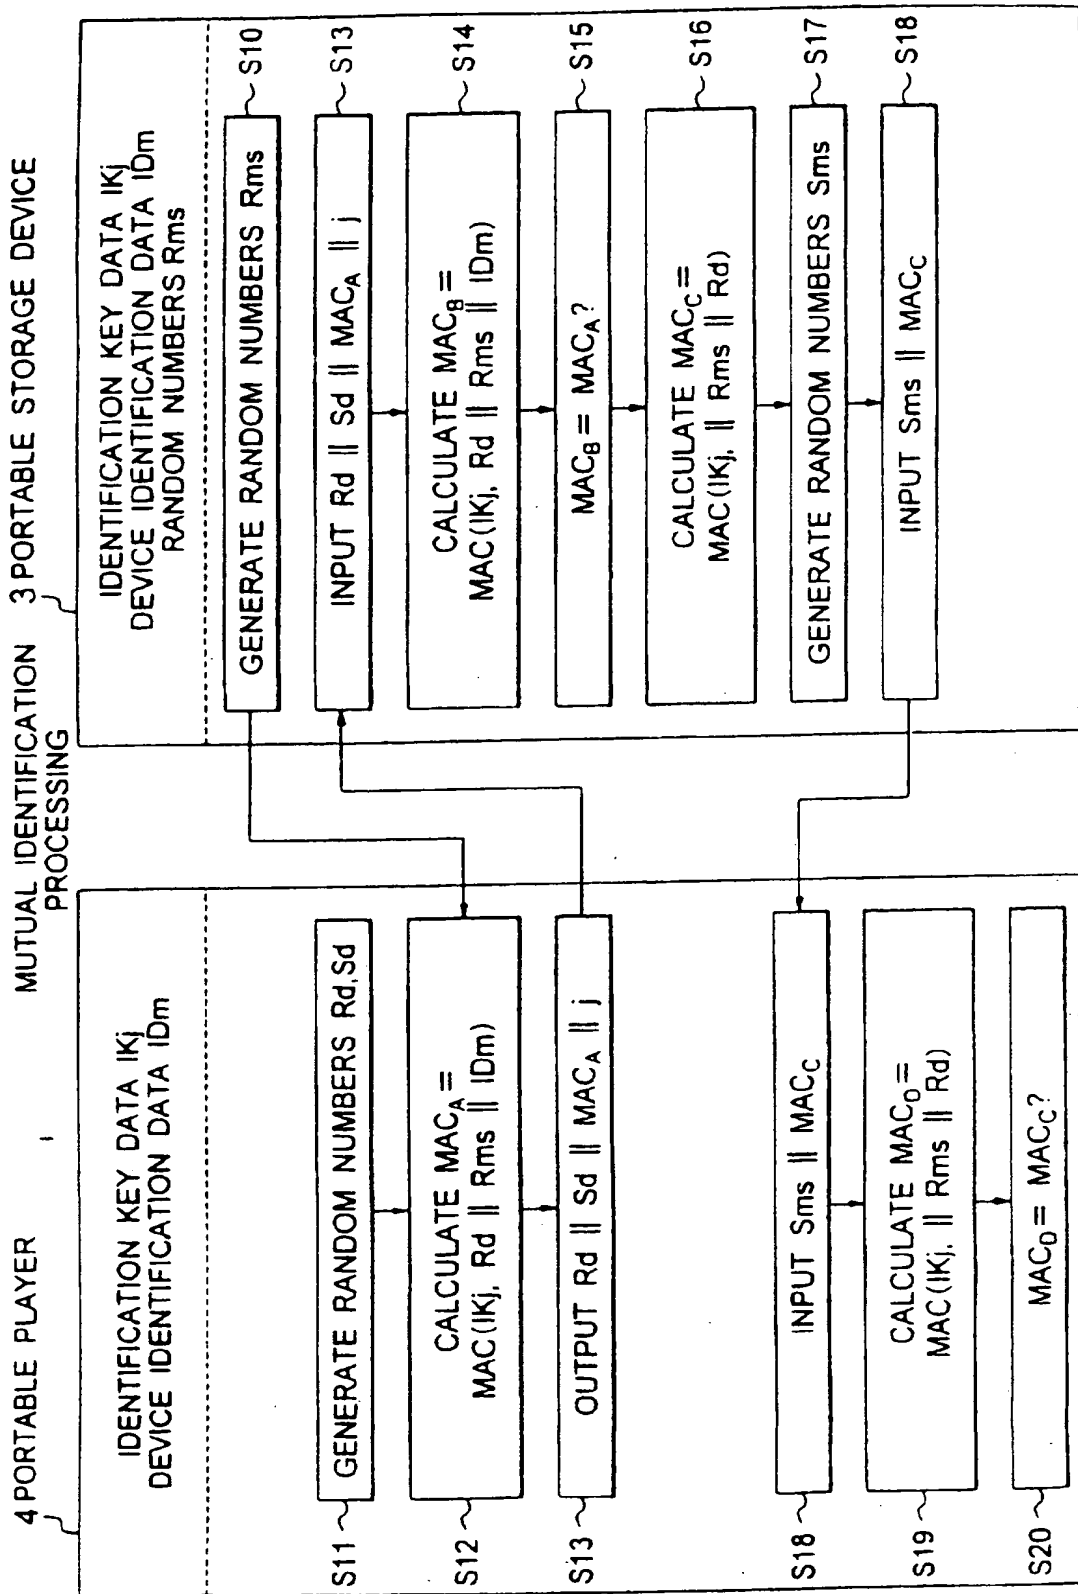 4 PORTABLE PLAYER
MUTUAL IDENTIFICATION
PROCESSING
3 PORTABLE STORAGE DEVICE
IDENTIFICATION KEY DATA IKj
DEVICE IDENTIFICATION DATA IDm
IDENTIFICATION KEY DATA IKj
DEVICE IDENTIFICATION DATA IDm
RANDOM NUMBERS Rms
GENERATE RANDOM NUMBERS Rms
S10
S11
GENERATE RANDOM NUMBERS Rd,Sd
S12
CALCULATE MACA =
MAC(IKj, Rd || Rms || IDm)
S13
OUTPUT Rd || Sd || MACA || j
INPUT Rd || Sd || MACA || j
S13
CALCULATE MACB =
MAC(IKj, Rd || Rms || IDm)
S14
MACB = MACA?
S15
CALCULATE MACC =
MAC(IKj, || Rms || Rd)
S16
GENERATE RANDOM NUMBERS Sms
S17
INPUT Sms || MACC
S18
S18
INPUT Sms || MACC
S19
CALCULATE MACD =
MAC(IKj, || Rms || Rd)
S20
MACD = MACC?